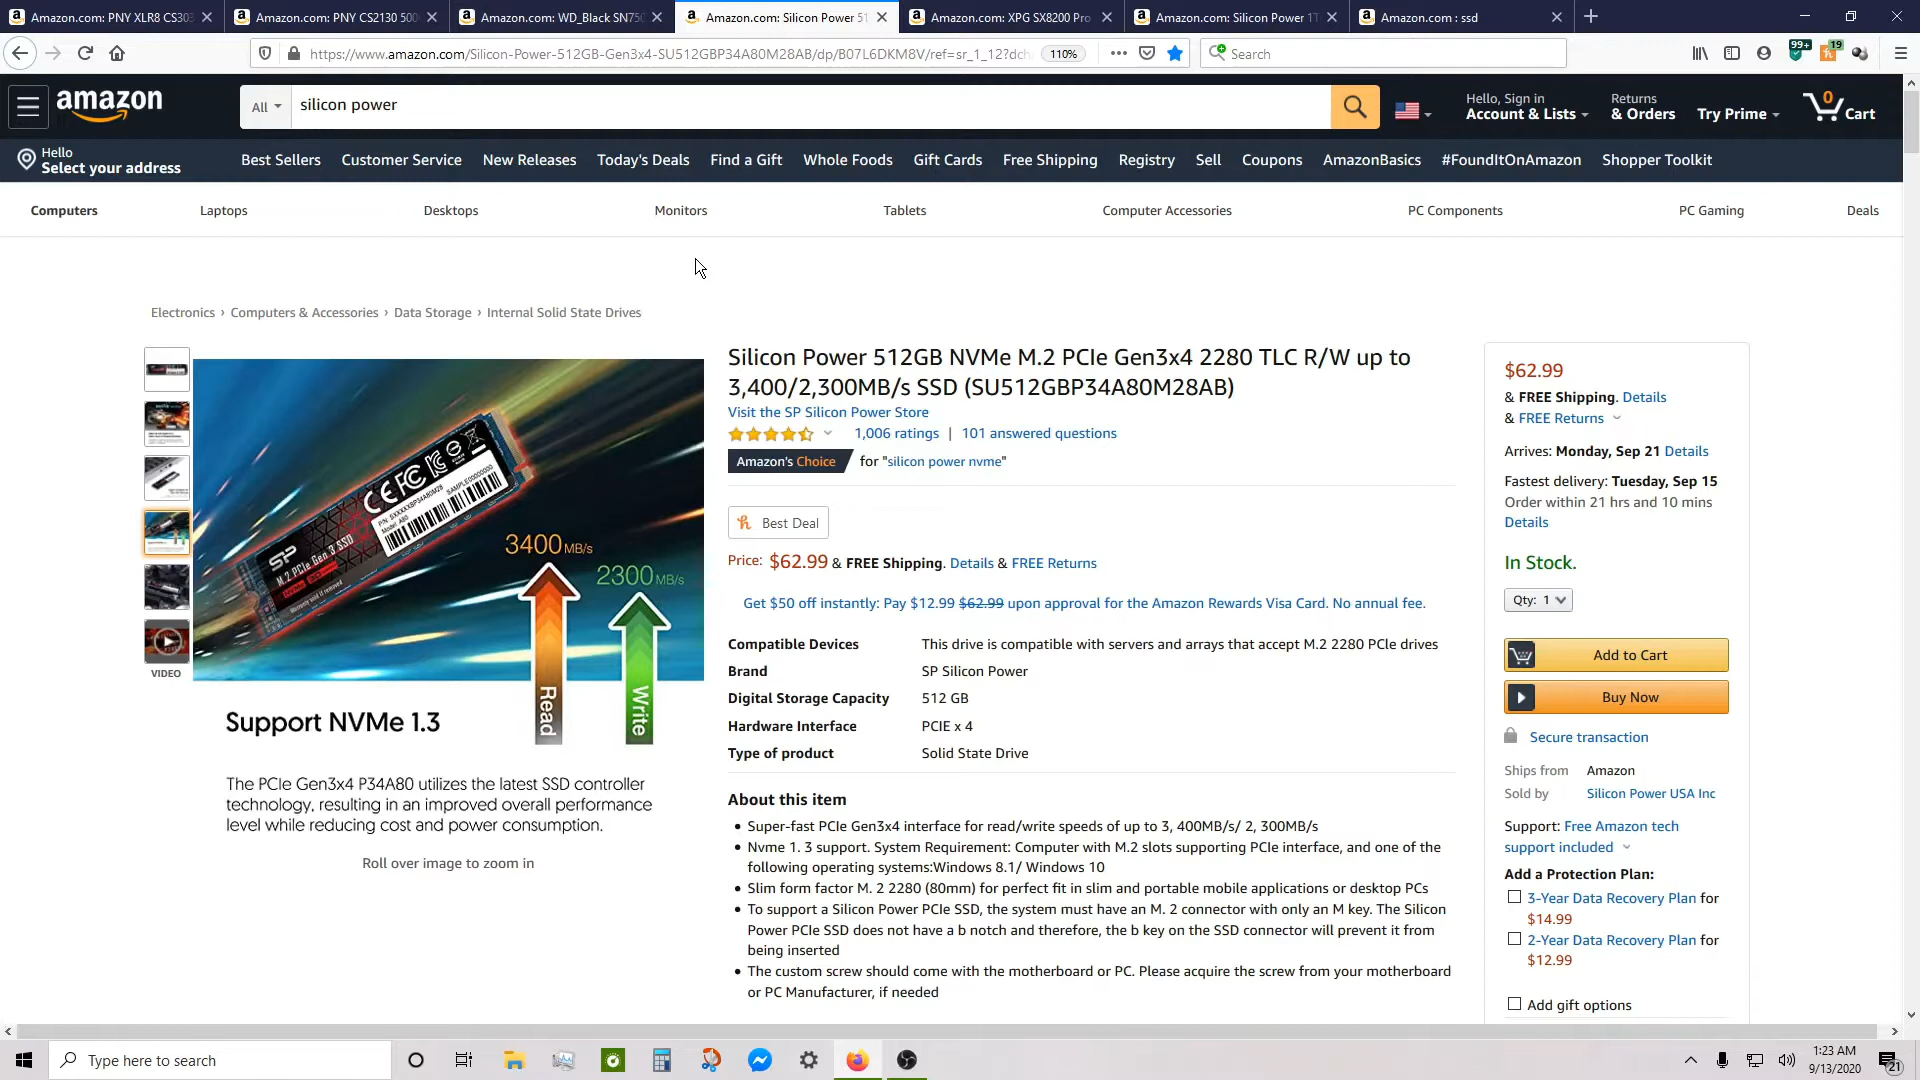 Amazon.com: PNY XLR8 CS303
Amazon.com: PNY CS2130 500
Amazon.com: WD_Black SN750
Amazon.com: Silicon Power 51
Amazon.com: XPG SX8200 Pro
Amazon.com: Silicon Power 1T
Amazon.com : ssd
https://www.amazon.com/Silicon-Power-512GB-Gen3x4-SU512GBP34A80M28AB/dp/B07L6DKM8V/ref=sr_1_12?dch
110%
Search
99+
19
amazon
All
silicon power
Hello, Sign in
Account & Lists
Returns
& Orders
Try Prime
0
Cart
Hello
Select your address
Best Sellers
Customer Service
New Releases
Today's Deals
Find a Gift
Whole Foods
Gift Cards
Free Shipping
Registry
Sell
Coupons
AmazonBasics
#FoundItOnAmazon
Shopper Toolkit
Computers
Laptops
Desktops
Monitors
Tablets
Computer Accessories
PC Components
PC Gaming
Deals
Electronics › Computers & Accessories › Data Storage › Internal Solid State Drives
VIDEO
SP
M.2 PCIe Gen 3 SSD
3400 MB/s
2300 MB/s
Read
Write
Support NVMe 1.3
The PCIe Gen3x4 P34A80 utilizes the latest SSD controller
technology, resulting in an improved overall performance
level while reducing cost and power consumption.
Roll over image to zoom in
Silicon Power 512GB NVMe M.2 PCIe Gen3x4 2280 TLC R/W up to
3,400/2,300MB/s SSD (SU512GBP34A80M28AB)
Visit the SP Silicon Power Store
1,006 ratings | 101 answered questions
Amazon's Choice for "silicon power nvme"
Best Deal
Price: $62.99 & FREE Shipping. Details & FREE Returns
Get $50 off instantly: Pay $12.99 $62.99 upon approval for the Amazon Rewards Visa Card. No annual fee.
Compatible Devices This drive is compatible with servers and arrays that accept M.2 2280 PCIe drives
Brand SP Silicon Power
Digital Storage Capacity 512 GB
Hardware Interface PCIE x 4
Type of product Solid State Drive
About this item
• Super-fast PCIe Gen3x4 interface for read/write speeds of up to 3, 400MB/s/ 2, 300MB/s
• Nvme 1. 3 support. System Requirement: Computer with M.2 slots supporting PCIe interface, and one of the
following operating systems:Windows 8.1/ Windows 10
• Slim form factor M. 2 2280 (80mm) for perfect fit in slim and portable mobile applications or desktop PCs
• To support a Silicon Power PCIe SSD, the system must have an M. 2 connector with only an M key. The Silicon
Power PCIe SSD does not have a b notch and therefore, the b key on the SSD connector will prevent it from
being inserted
• The custom screw should come with the motherboard or PC. Please acquire the screw from your motherboard
or PC Manufacturer, if needed
$62.99
& FREE Shipping. Details
& FREE Returns
Arrives: Monday, Sep 21 Details
Fastest delivery: Tuesday, Sep 15
Order within 21 hrs and 10 mins
Details
In Stock.
Qty: 1
Add to Cart
Buy Now
Secure transaction
Ships from Amazon
Sold by Silicon Power USA Inc
Support: Free Amazon tech
support included
Add a Protection Plan:
3-Year Data Recovery Plan for
$14.99
2-Year Data Recovery Plan for
$12.99
Add gift options
Type here to search
1:23 AM
9/13/2020
21